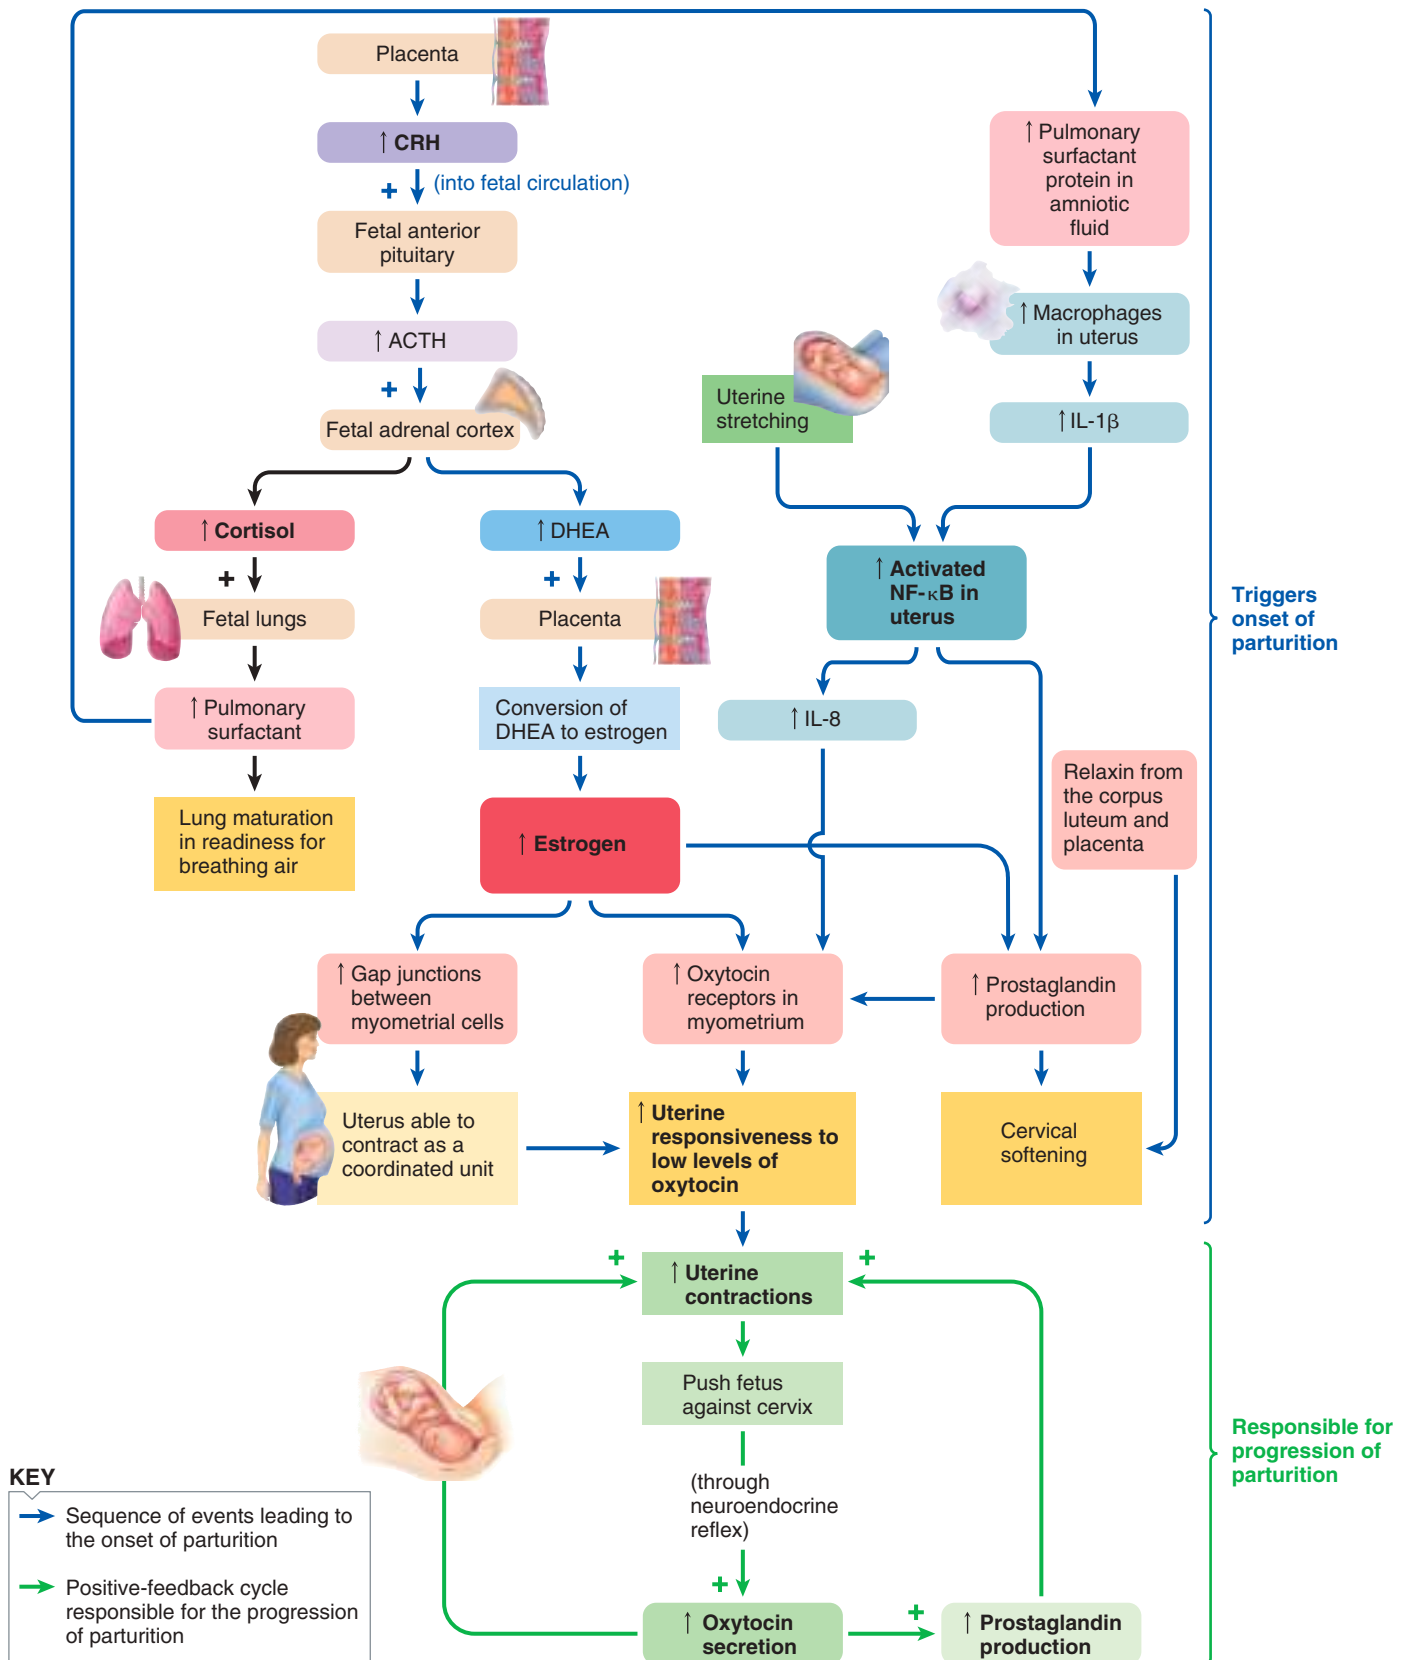 Placenta
↑ CRH
+ (into fetal circulation)
Fetal anterior
pituitary
↑ ACTH
+
Fetal adrenal cortex
↑ Cortisol
+
Fetal lungs
↑ Pulmonary
surfactant
Lung maturation
in readiness for
breathing air
↑ DHEA
+
Placenta
Conversion of
DHEA to estrogen
↑ Estrogen
↑ Pulmonary
surfactant
protein in
amniotic
fluid
↑ Macrophages
in uterus
↑ IL-1β
Uterine
stretching
↑ Activated
NF-κB in
uterus
↑ IL-8
Relaxin from
the corpus
luteum and
placenta
↑ Gap junctions
between
myometrial cells
↑ Oxytocin
receptors in
myometrium
↑ Prostaglandin
production
Uterus able to
contract as a
coordinated unit
↑ Uterine
responsiveness to
low levels of
oxytocin
Cervical
softening
Triggers
onset of
parturition
+
+
↑ Uterine
contractions
Push fetus
against cervix
(through
neuroendocrine
reflex)
+
↑ Oxytocin
secretion
+
↑ Prostaglandin
production
Responsible for
progression of
parturition
KEY
Sequence of events leading to
the onset of parturition
Positive-feedback cycle
responsible for the progression
of parturition